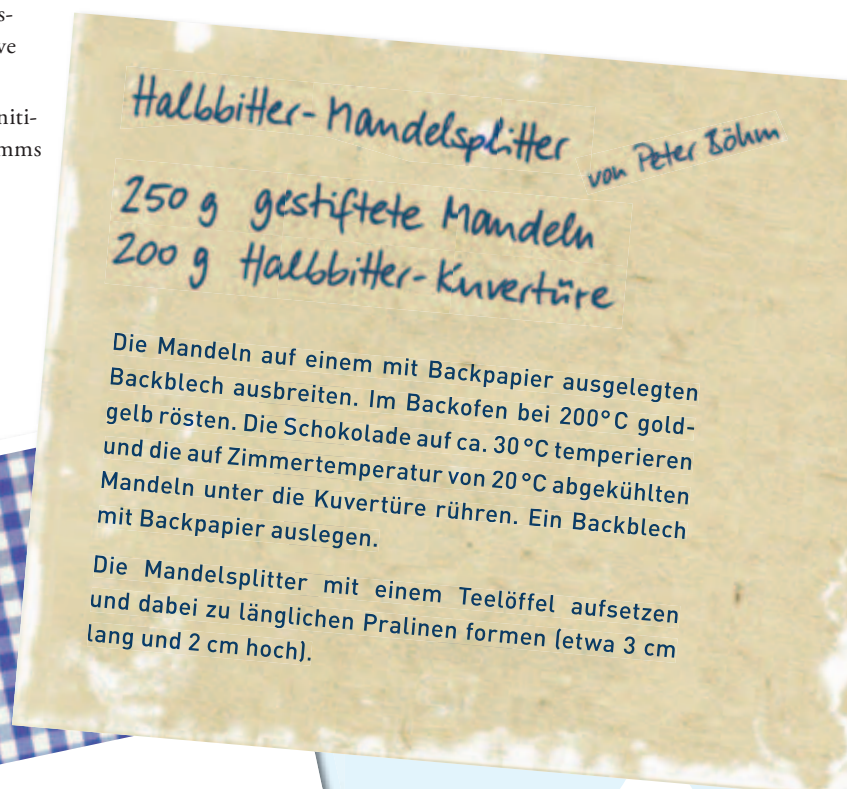 s-
ve
niti-
mms
Halbbitter-Mandelsplitter
von Peter Böhm
250 g gestiftete Mandeln
200 g Halbbitter-Kuvertüre
Die Mandeln auf einem mit Backpapier ausgelegten
Backblech ausbreiten. Im Backofen bei 200°C gold-
gelb rösten. Die Schokolade auf ca. 30°C temperieren
und die auf Zimmertemperatur von 20°C abgekühlten
Mandeln unter die Kuvertüre rühren. Ein Backblech
mit Backpapier auslegen.
Die Mandelsplitter mit einem Teelöffel aufsetzen
und dabei zu länglichen Pralinen formen (etwa 3 cm
lang und 2 cm hoch).